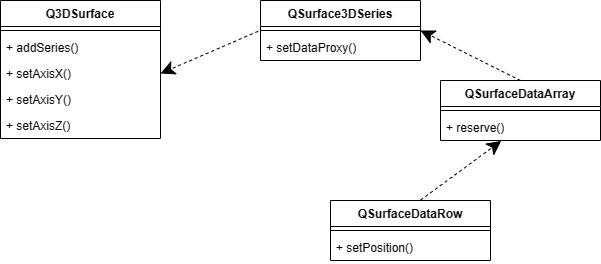 Q3DSurface
+ addSeries()
+ setAxisX()
+ setAxisY()
+ setAxisZ()
QSurface3DSeries
+ setDataProxy()
QSurfaceDataArray
+ reserve()
QSurfaceDataRow
+ setPosition()